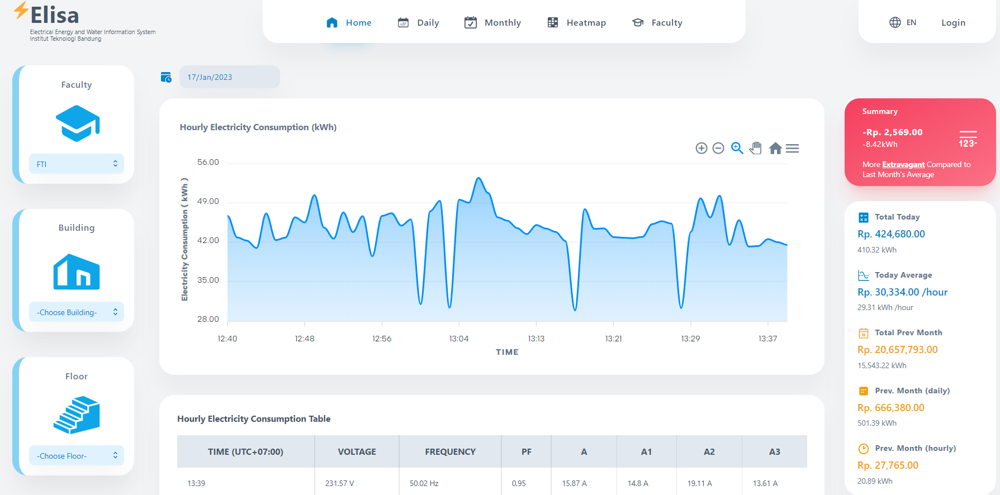 Elisa
Electrical Energy and Water Information System
Institut Teknologi Bandung
Home
Daily
Monthly
Heatmap
Faculty
EN
Login
Faculty
FTI
Building
-Choose Building-
Floor
-Choose Floor-
17/Jan/2023
Hourly Electricity Consumption (kWh)
56.00
49.00
42.00
35.00
28.00
Electricity Consumption ( kWh )
12:40
12:48
12:56
13:04
13:13
13:21
13:29
13:37
TIME
Hourly Electricity Consumption Table
TIME (UTC+07:00) VOLTAGE FREQUENCY PF A A1 A2 A3
13:39 231.57 V 50.02 Hz 0.95 15.87 A 14.8 A 19.11 A 13.61 A
Summary
-Rp. 2,569.00
-8.42kWh
123-
More Extravagant Compared to
Last Month's Average
Total Today
Rp. 424,680.00
410.32 kWh
Today Average
Rp. 30,334.00 /hour
29.31 kWh /hour
Total Prev Month
Rp. 20,657,793.00
15,543.22 kWh
Prev. Month (daily)
Rp. 666,380.00
501.39 kWh
Prev. Month (hourly)
Rp. 27,765.00
20.89 kWh